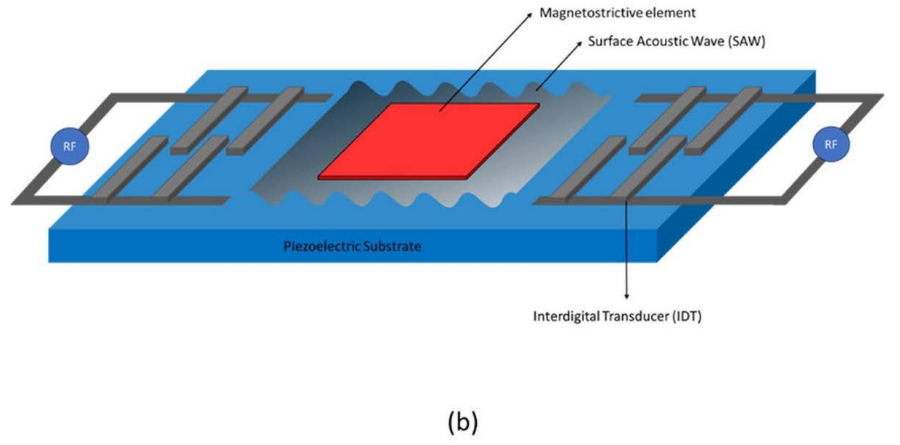 Magnetostrictive element
Surface Acoustic Wave (SAW)
RF
RF
Piezoelectric Substrate
Interdigital Transducer (IDT)
(b)